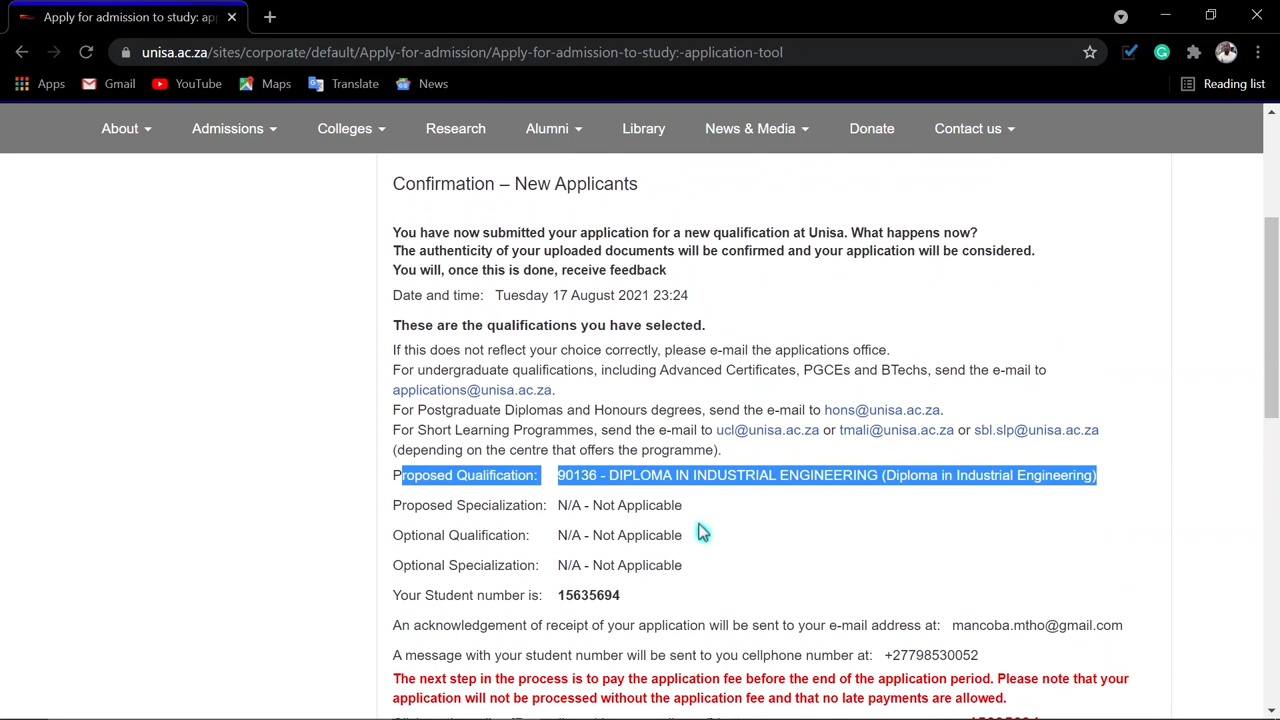 Apply for admission to study: ap
unisa.ac.za/sites/corporate/default/Apply-for-admission/Apply-for-admission-to-study:-application-tool
Apps Gmail YouTube Maps Translate News Reading list
About Admissions Colleges Research Alumni Library News & Media Donate Contact us
Confirmation – New Applicants
You have now submitted your application for a new qualification at Unisa. What happens now?
The authenticity of your uploaded documents will be confirmed and your application will be considered.
You will, once this is done, receive feedback
Date and time: Tuesday 17 August 2021 23:24
These are the qualifications you have selected.
If this does not reflect your choice correctly, please e-mail the applications office.
For undergraduate qualifications, including Advanced Certificates, PGCEs and BTechs, send the e-mail to
applications@unisa.ac.za.
For Postgraduate Diplomas and Honours degrees, send the e-mail to hons@unisa.ac.za.
For Short Learning Programmes, send the e-mail to ucl@unisa.ac.za or tmali@unisa.ac.za or sbl.slp@unisa.ac.za
(depending on the centre that offers the programme).
Proposed Qualification: 90136 - DIPLOMA IN INDUSTRIAL ENGINEERING (Diploma in Industrial Engineering)
Proposed Specialization: N/A - Not Applicable
Optional Qualification: N/A - Not Applicable
Optional Specialization: N/A - Not Applicable
Your Student number is: 15635694
An acknowledgement of receipt of your application will be sent to your e-mail address at: mancoba.mtho@gmail.com
A message with your student number will be sent to you cellphone number at: +27798530052
The next step in the process is to pay the application fee before the end of the application period. Please note that your
application will not be processed without the application fee and that no late payments are allowed.